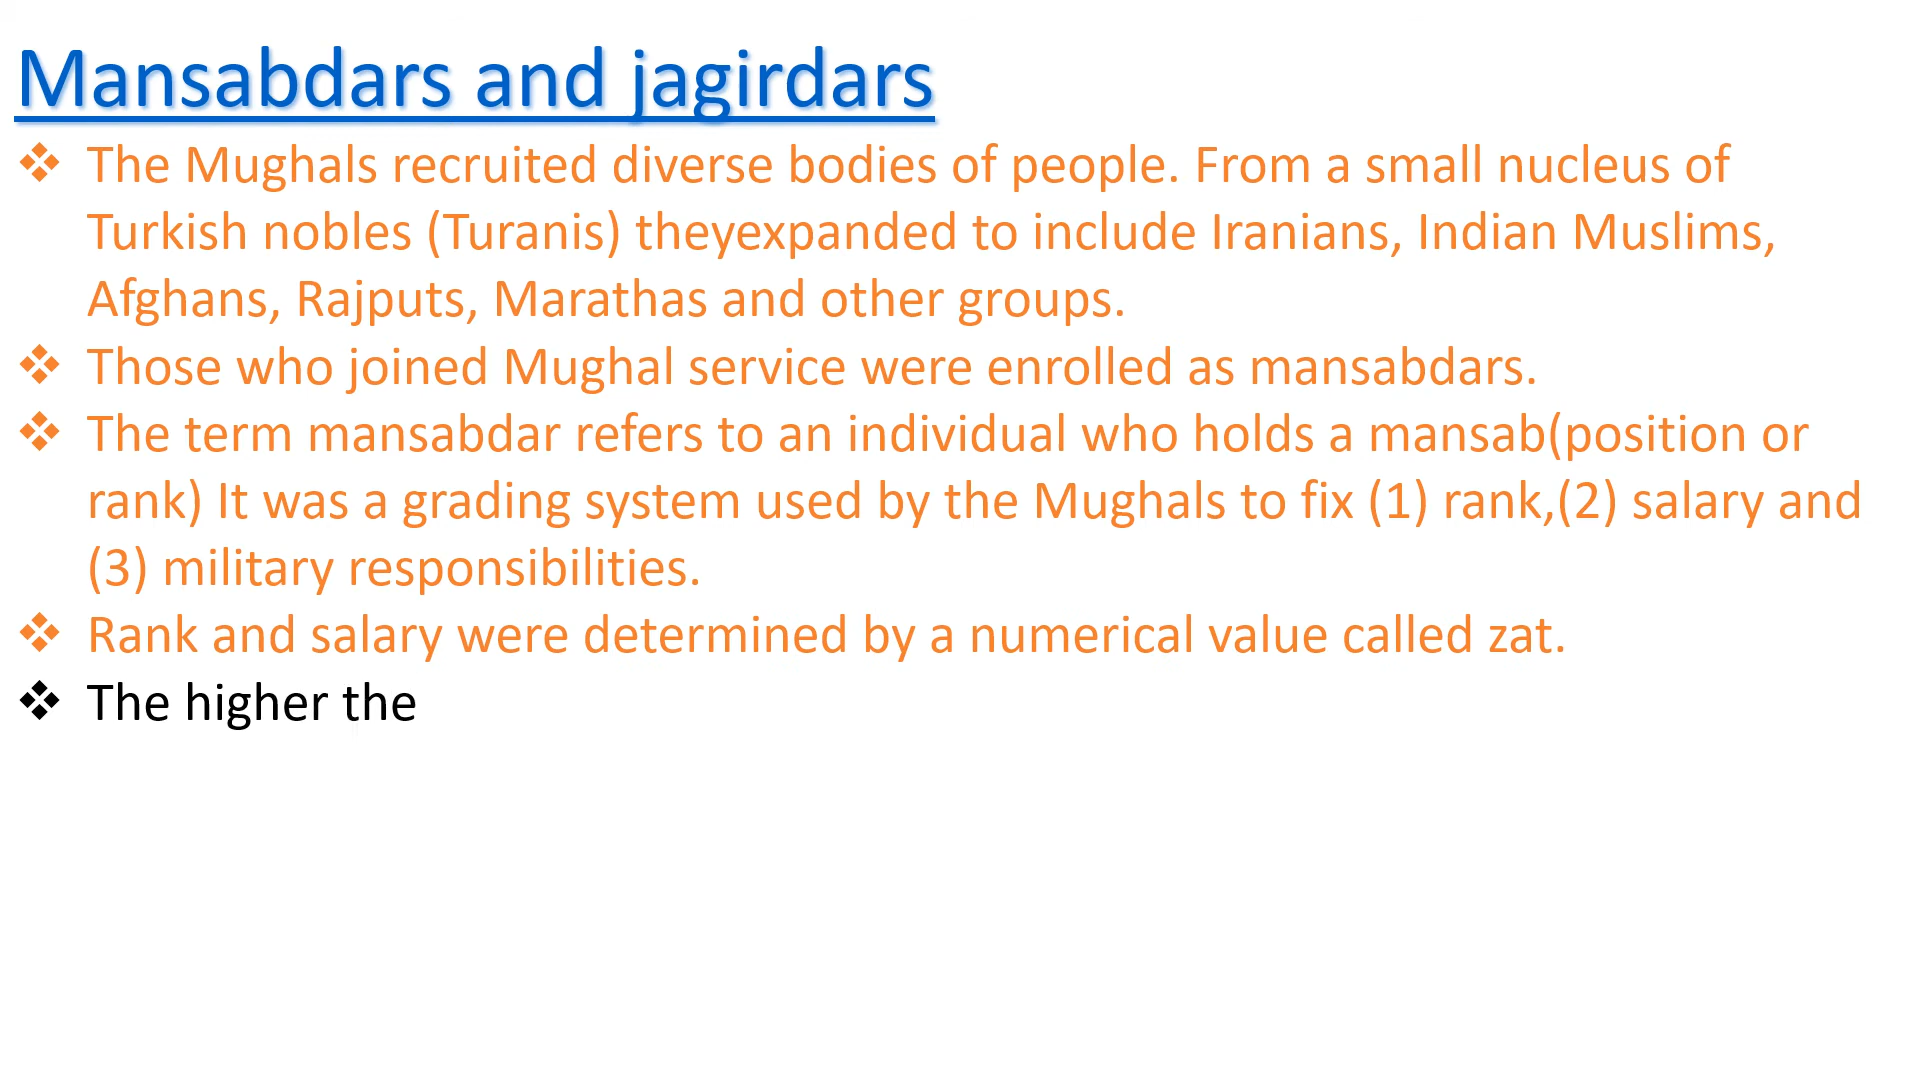 Mansabdars and jagirdars
❖ The Mughals recruited diverse bodies of people. From a small nucleus of
Turkish nobles (Turanis) theyexpanded to include Iranians, Indian Muslims,
Afghans, Rajputs, Marathas and other groups.
❖ Those who joined Mughal service were enrolled as mansabdars.
❖ The term mansabdar refers to an individual who holds a mansab(position or
rank) It was a grading system used by the Mughals to fix (1) rank,(2) salary and
(3) military responsibilities.
❖ Rank and salary were determined by a numerical value called zat.
❖ The higher the